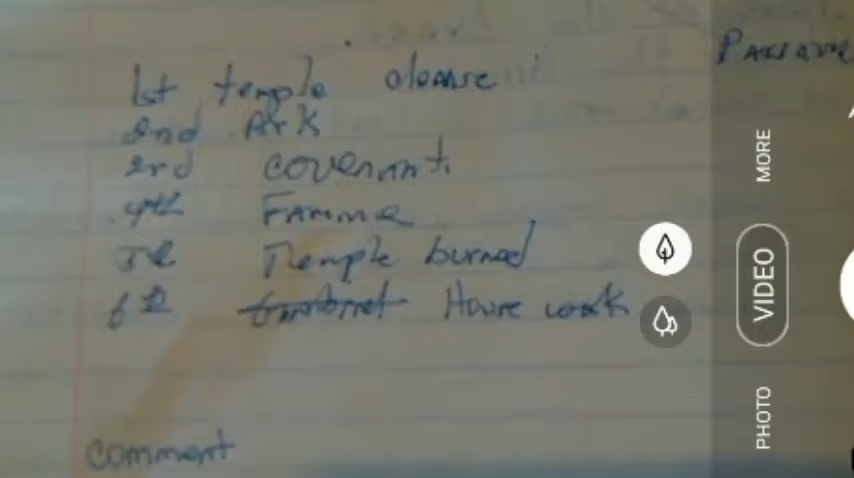 1st temple cleanse
2nd Ark
3rd covenant
4th Famine
5th Temple burned
6th House work
comment
MORE
VIDEO
PHOTO